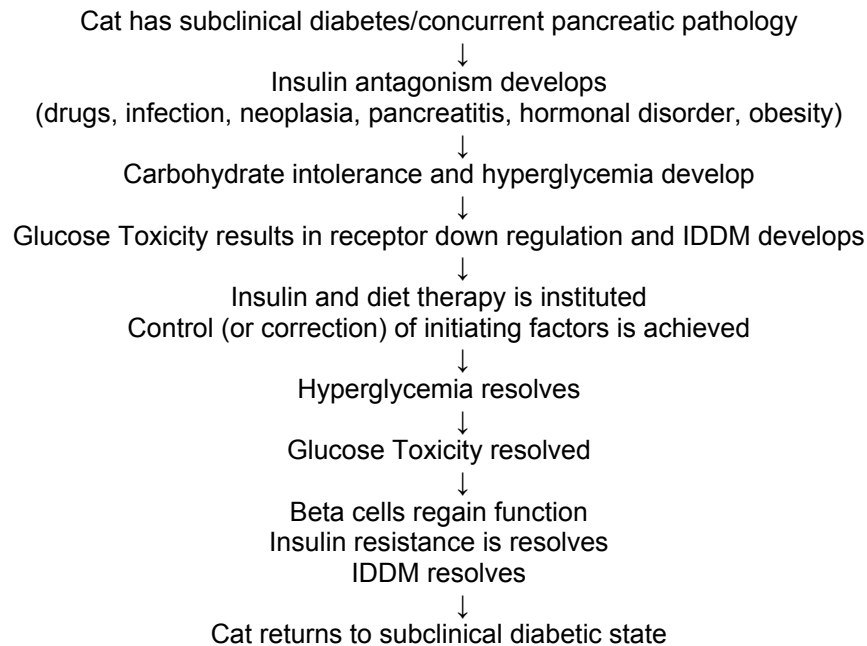 Cat has subclinical diabetes/concurrent pancreatic pathology
↓
Insulin antagonism develops
(drugs, infection, neoplasia, pancreatitis, hormonal disorder, obesity)
↓
Carbohydrate intolerance and hyperglycemia develop
↓
Glucose Toxicity results in receptor down regulation and IDDM develops
↓
Insulin and diet therapy is instituted
Control (or correction) of initiating factors is achieved
↓
Hyperglycemia resolves
↓
Glucose Toxicity resolved
↓
Beta cells regain function
Insulin resistance is resolves
IDDM resolves
↓
Cat returns to subclinical diabetic state